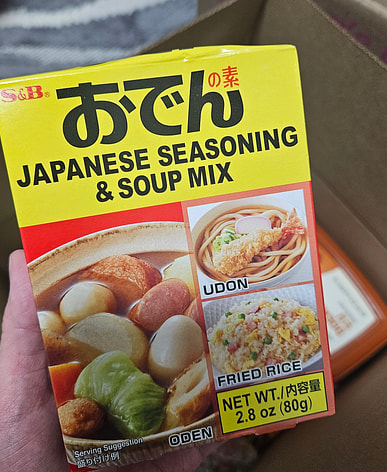 S&B®
おでんの素
JAPANESE SEASONING
& SOUP MIX
UDON
FRIED RICE
NET WT./内容量
2.8 oz (80g)
Serving Suggestion
盛り付け例
ODEN